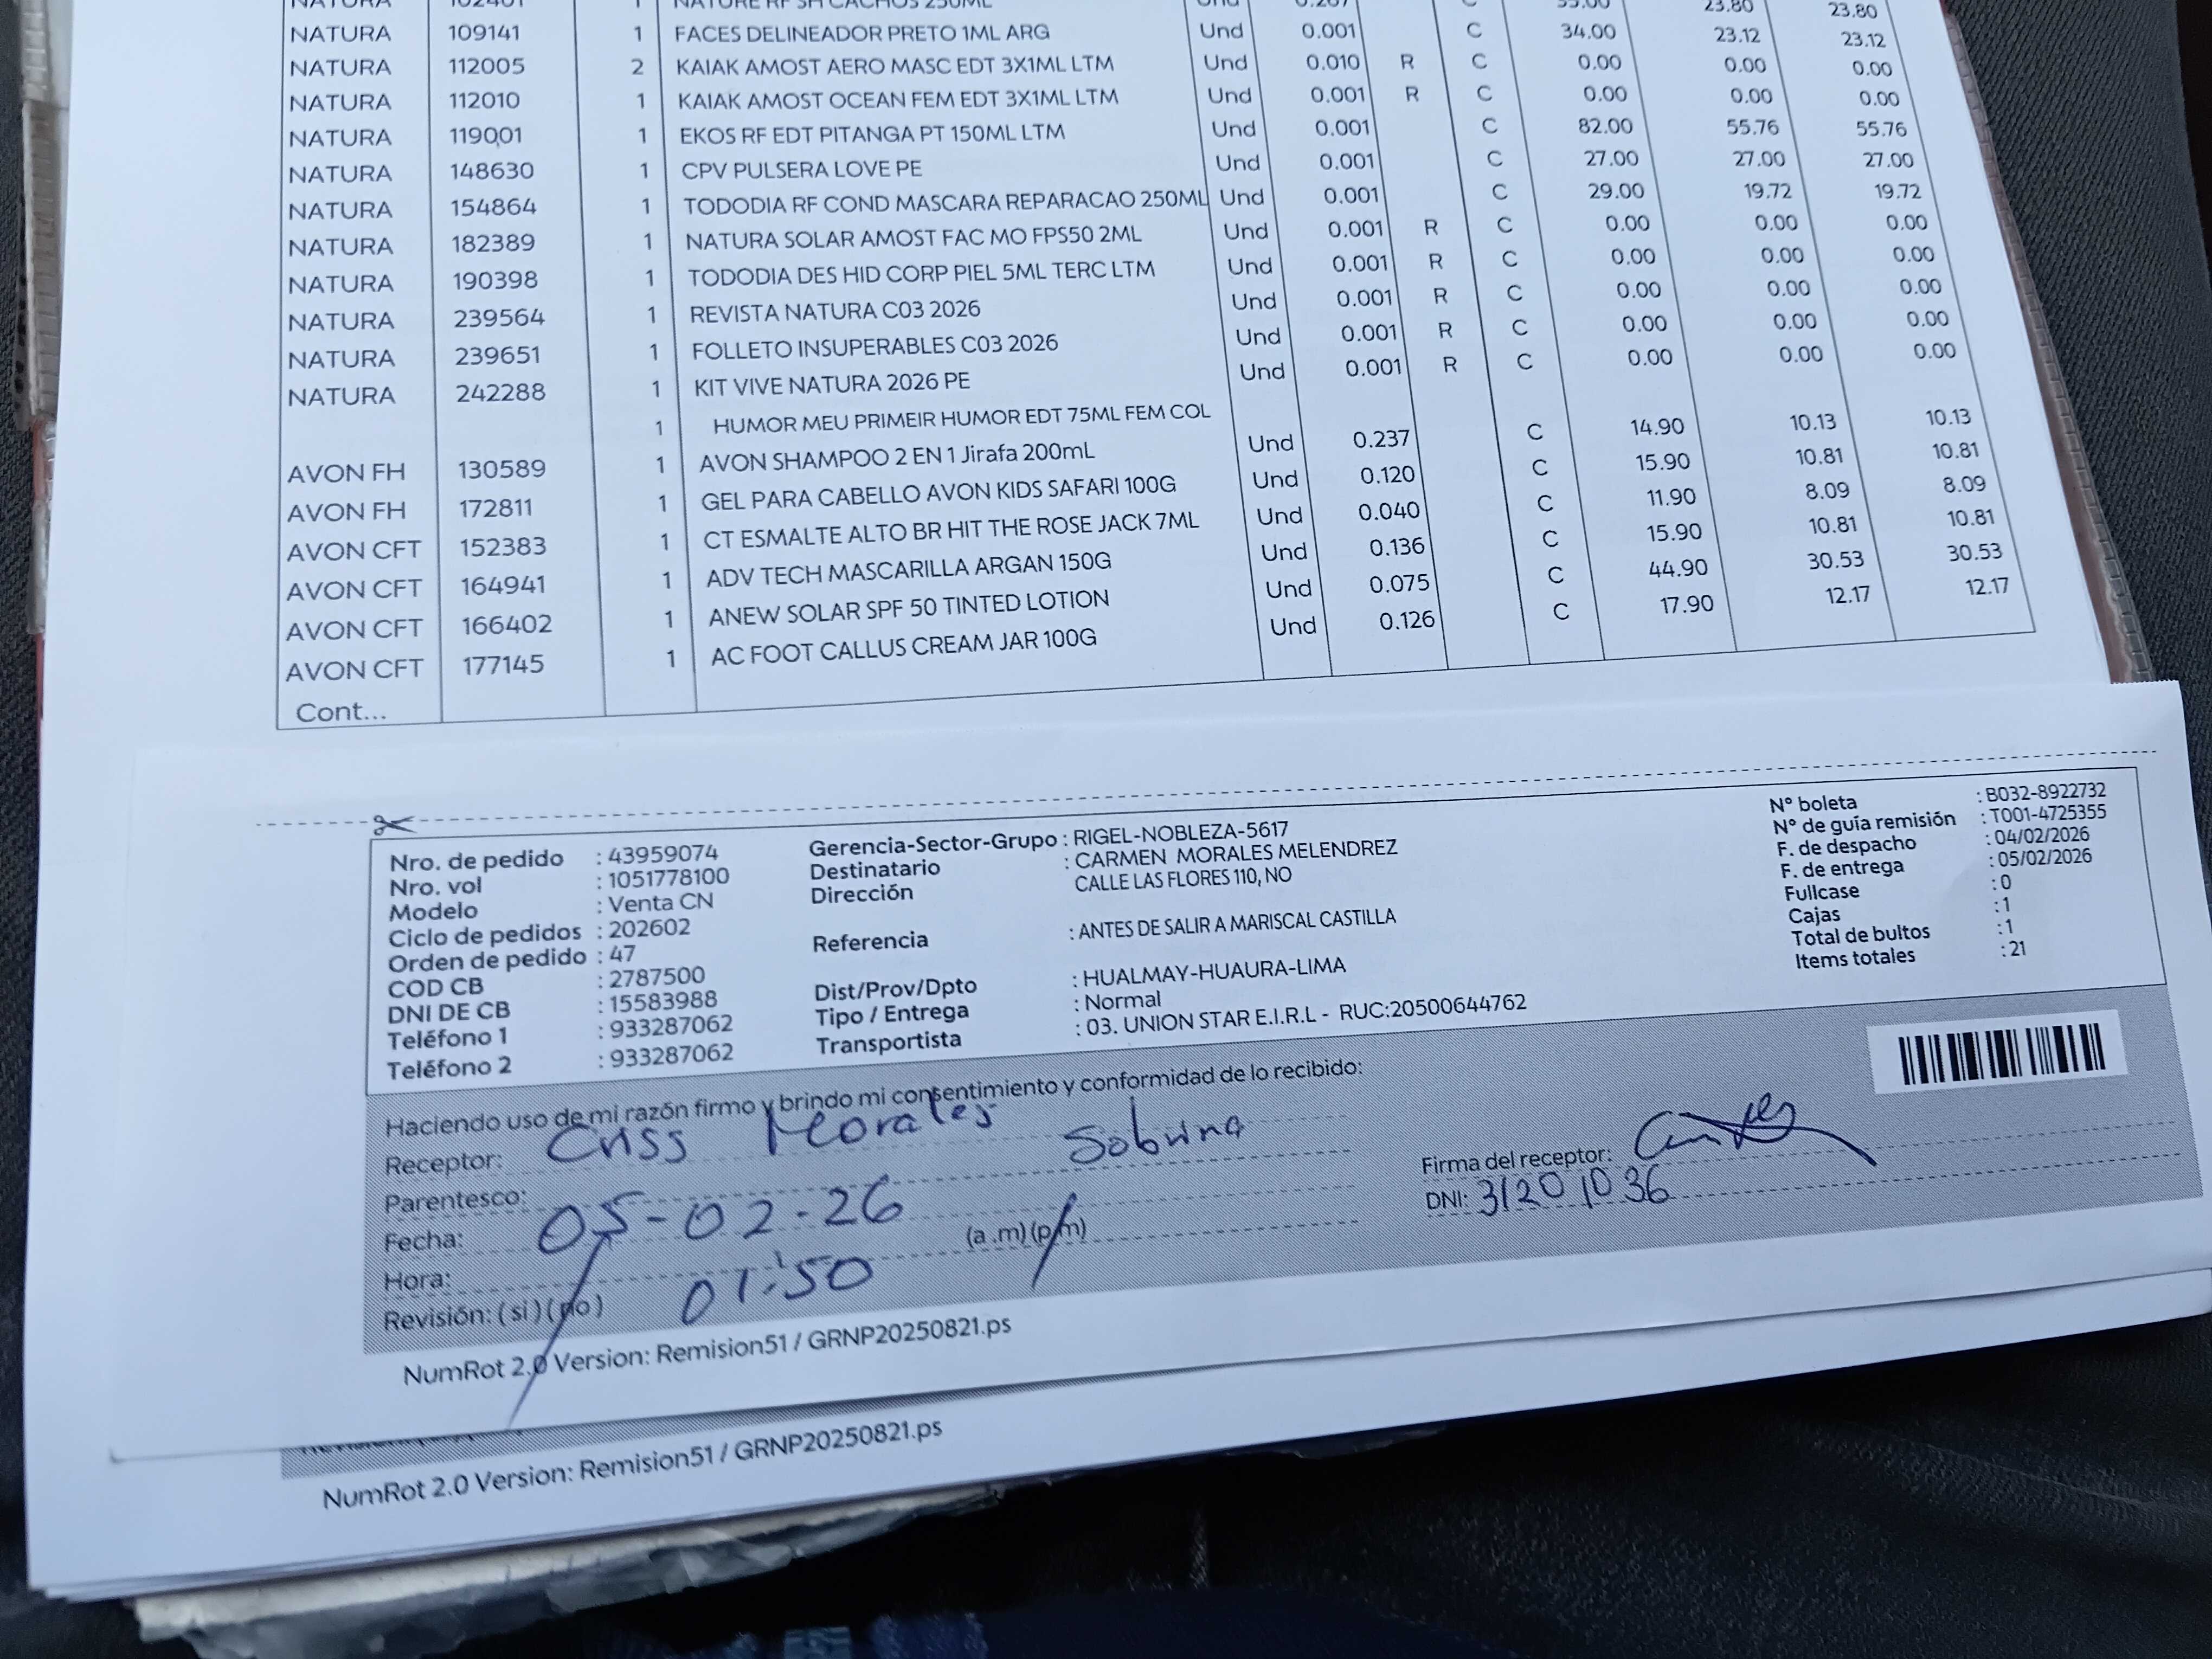 NATURA 102401 1 NATURE RF SH CACHOS 250ML Und 0.267 C 35.00 23.80 23.80
NATURA 109141 1 FACES DELINEADOR PRETO 1ML ARG Und 0.001 C 34.00 23.12 23.12
NATURA 112005 2 KAIAK AMOST AERO MASC EDT 3X1ML LTM Und 0.010 R C 0.00 0.00 0.00
NATURA 112010 1 KAIAK AMOST OCEAN FEM EDT 3X1ML LTM Und 0.001 R C 0.00 0.00 0.00
NATURA 119001 1 EKOS RF EDT PITANGA PT 150ML LTM Und 0.001 C 82.00 55.76 55.76
NATURA 148630 1 CPV PULSERA LOVE PE Und 0.001 C 27.00 27.00 27.00
NATURA 154864 1 TODODIA RF COND MASCARA REPARACAO 250ML Und 0.001 C 29.00 19.72 19.72
NATURA 182389 1 NATURA SOLAR AMOST FAC MO FPS50 2ML Und 0.001 R C 0.00 0.00 0.00
NATURA 190398 1 TODODIA DES HID CORP PIEL 5ML TERC LTM Und 0.001 R C 0.00 0.00 0.00
NATURA 239564 1 REVISTA NATURA C03 2026 Und 0.001 R C 0.00 0.00 0.00
NATURA 239651 1 FOLLETO INSUPERABLES C03 2026 Und 0.001 R C 0.00 0.00 0.00
NATURA 242288 1 KIT VIVE NATURA 2026 PE Und 0.001 R C 0.00 0.00 0.00
1 HUMOR MEU PRIMEIR HUMOR EDT 75ML FEM COL
AVON FH 130589 1 AVON SHAMPOO 2 EN 1 Jirafa 200mL Und 0.237 C 14.90 10.13 10.13
AVON FH 172811 1 GEL PARA CABELLO AVON KIDS SAFARI 100G Und 0.120 C 15.90 10.81 10.81
AVON CFT 152383 1 CT ESMALTE ALTO BR HIT THE ROSE JACK 7ML Und 0.040 C 11.90 8.09 8.09
AVON CFT 164941 1 ADV TECH MASCARILLA ARGAN 150G Und 0.136 C 15.90 10.81 10.81
AVON CFT 166402 1 ANEW SOLAR SPF 50 TINTED LOTION Und 0.075 C 44.90 30.53 30.53
AVON CFT 177145 1 AC FOOT CALLUS CREAM JAR 100G Und 0.126 C 17.90 12.17 12.17
Cont...
Nro. de pedido : 43959074
Nro. vol : 1051778100
Modelo : Venta CN
Ciclo de pedidos : 202602
Orden de pedido : 47
COD CB : 2787500
DNI DE CB : 15583988
Teléfono 1 : 933287062
Teléfono 2 : 933287062
Gerencia-Sector-Grupo : RIGEL-NOBLEZA-5617
Destinatario : CARMEN MORALES MELENDREZ
Dirección CALLE LAS FLORES 110, NO
Referencia : ANTES DE SALIR A MARISCAL CASTILLA
Dist/Prov/Dpto : HUALMAY-HUAURA-LIMA
Tipo / Entrega : Normal
Transportista : 03. UNION STAR E.I.R.L - RUC:20500644762
N° boleta : B032-8922732
N° de guía remisión : T001-4725355
F. de despacho : 04/02/2026
F. de entrega : 05/02/2026
Fullcase : 0
Cajas : 1
Total de bultos : 1
Items totales : 21
Haciendo uso de mi razón firmo y brindo mi consentimiento y conformidad de lo recibido:
Receptor: Criss Morales
Parentesco: Sobrina
Fecha: 05-02-26
Hora: 01:50 (a.m) (p.m)
Revisión: ( si ) ( no )
Firma del receptor:
DNI: 31201036
NumRot 2.0 Version: Remision51 / GRNP20250821.ps
NumRot 2.0 Version: Remision51 / GRNP20250821.ps